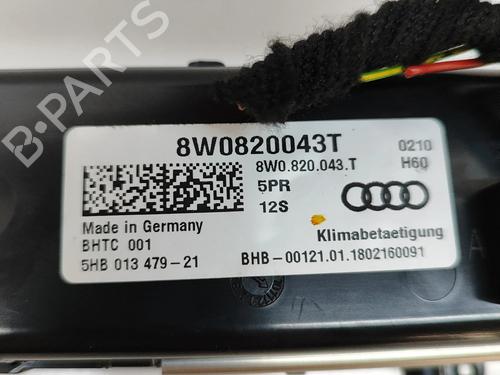 8W0820043T
0210
8W0.820.043.T
H60
5PR
12S
Made in Germany
Klimabetaetigung
BHTC 001
5HB 013 479-21
BHB-00121.01.1802160091
A
B-PARTS